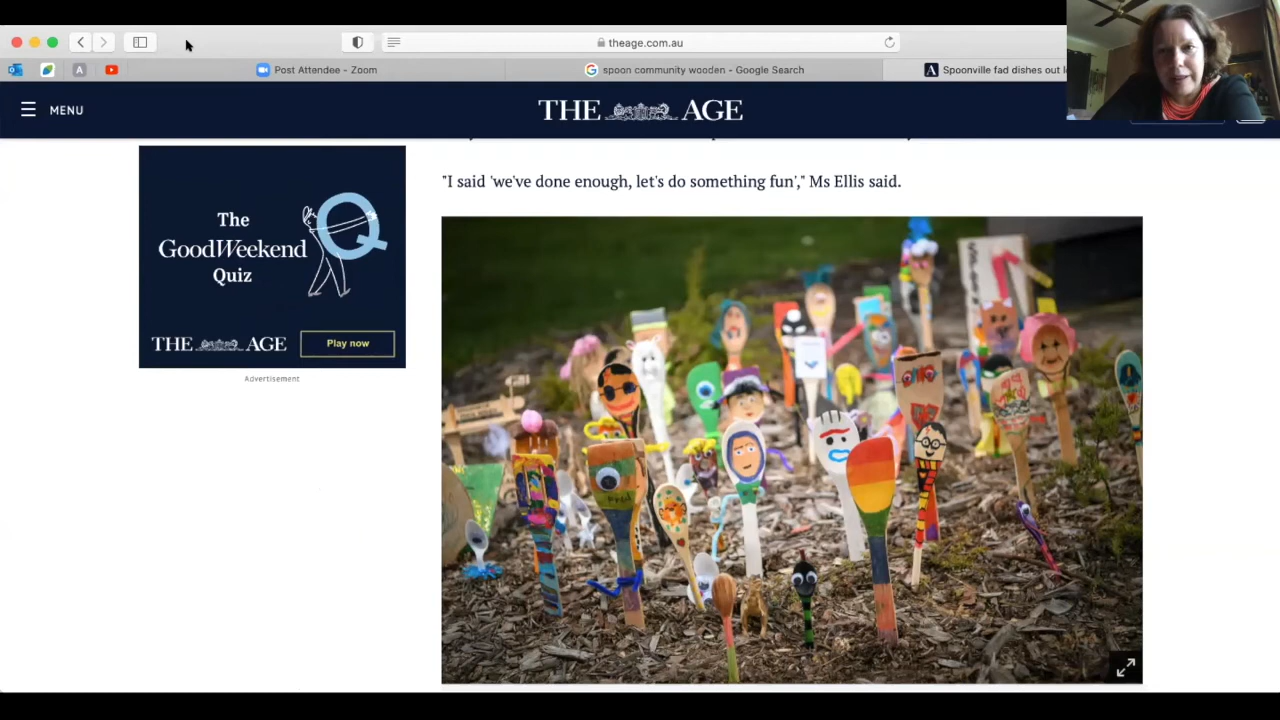 theage.com.au
A
Post Attendee - Zoom
G spoon community wooden - Google Search
A Spoonville fad dishes out
MENU
THE AGE
"I said 'we've done enough, let's do something fun'," Ms Ellis said.
The
GoodWeekend
Quiz
Q
THE AGE
Play now
Advertisement